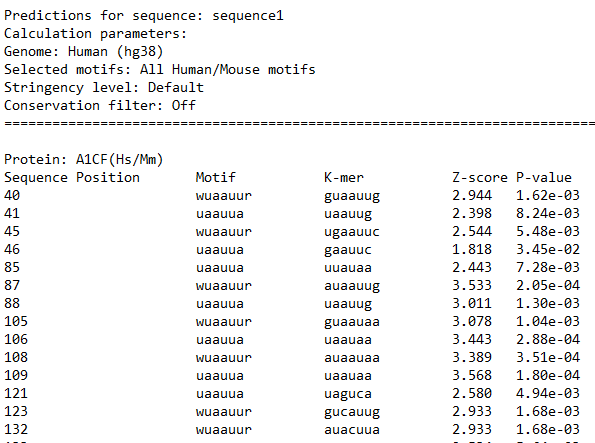 Predictions for sequence: sequence1
Calculation parameters:
Genome: Human (hg38)
Selected motifs: All Human/Mouse motifs
Stringency level: Default
Conservation filter: Off
==========================================================================
Protein: A1CF(Hs/Mm)
Sequence Position Motif K-mer Z-score P-value
40 wuaauur guaauug 2.944 1.62e-03
41 uaauua uaauug 2.398 8.24e-03
45 wuaauur ugaauuc 2.544 5.48e-03
46 uaauua gaauuc 1.818 3.45e-02
85 uaauua uuauaa 2.443 7.28e-03
87 wuaauur auaauug 3.533 2.05e-04
88 uaauua uaauug 3.011 1.30e-03
105 wuaauur guaauaa 3.078 1.04e-03
106 uaauua uaauaa 3.443 2.88e-04
108 wuaauur auaauaa 3.389 3.51e-04
109 uaauua uaauaa 3.568 1.80e-04
121 uaauua uaguca 2.580 4.94e-03
123 wuaauur gucauug 2.933 1.68e-03
132 wuaauur auacuua 2.933 1.68e-03